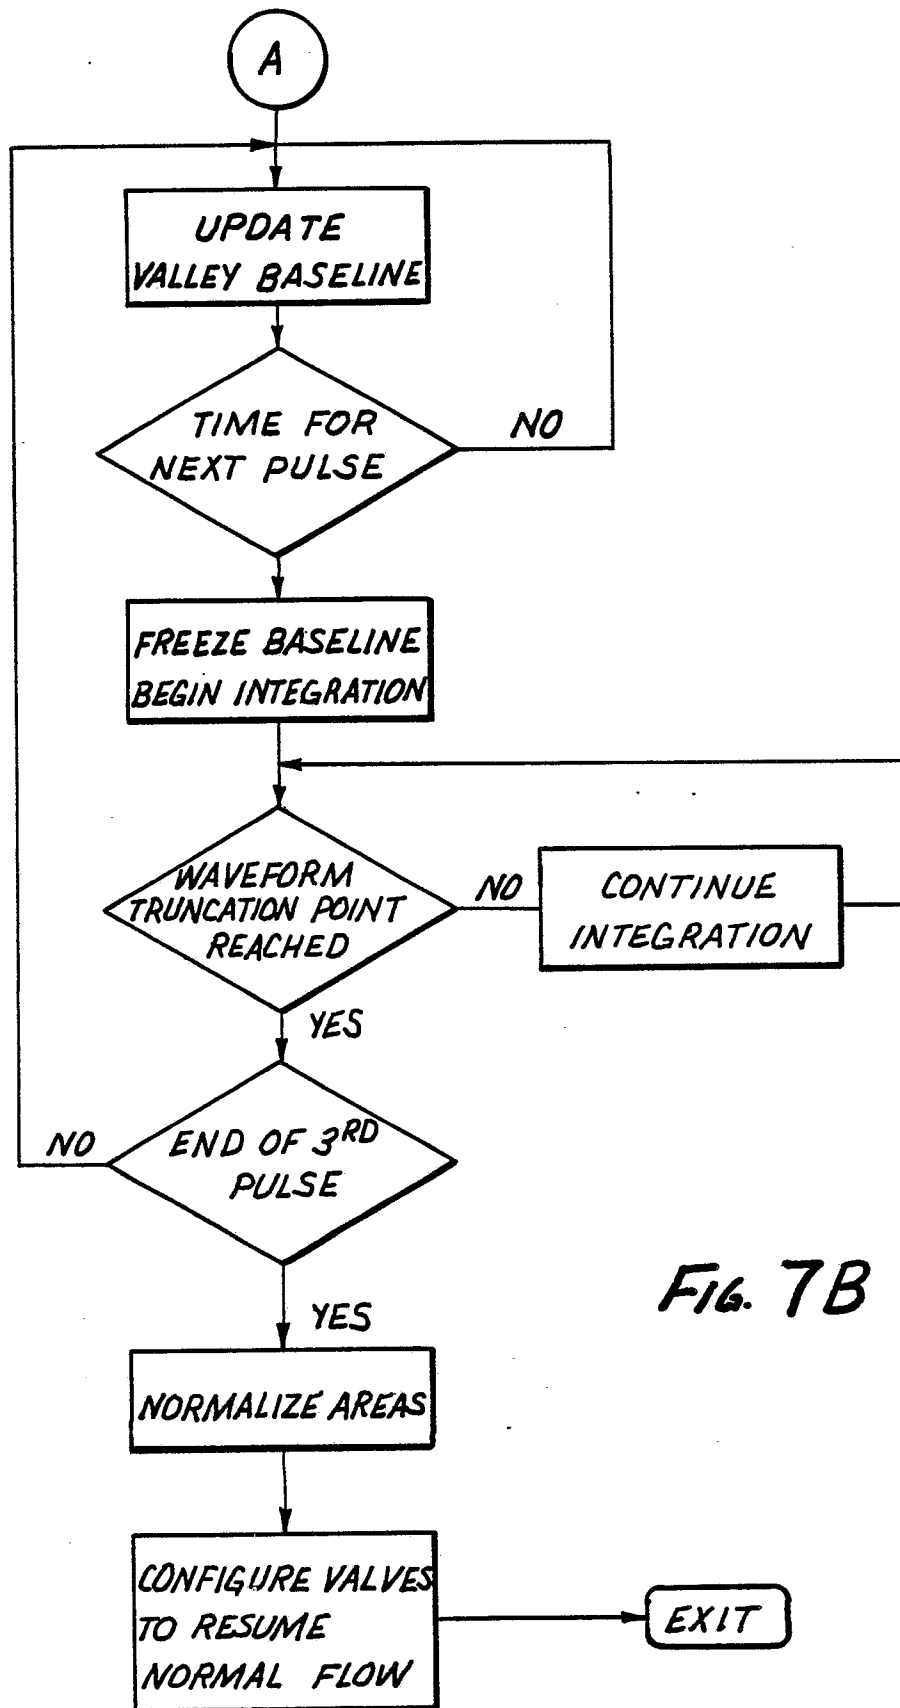 A
UPDATE
VALLEY BASELINE
TIME FOR
NEXT PULSE
NO
FREEZE BASELINE
BEGIN INTEGRATION
WAVEFORM
TRUNCATION POINT
REACHED
NO
CONTINUE
INTEGRATION
YES
END OF 3RD
PULSE
NO
YES
FIG. 7B
NORMALIZE AREAS
CONFIGURE VALVES
TO RESUME
NORMAL FLOW
EXIT